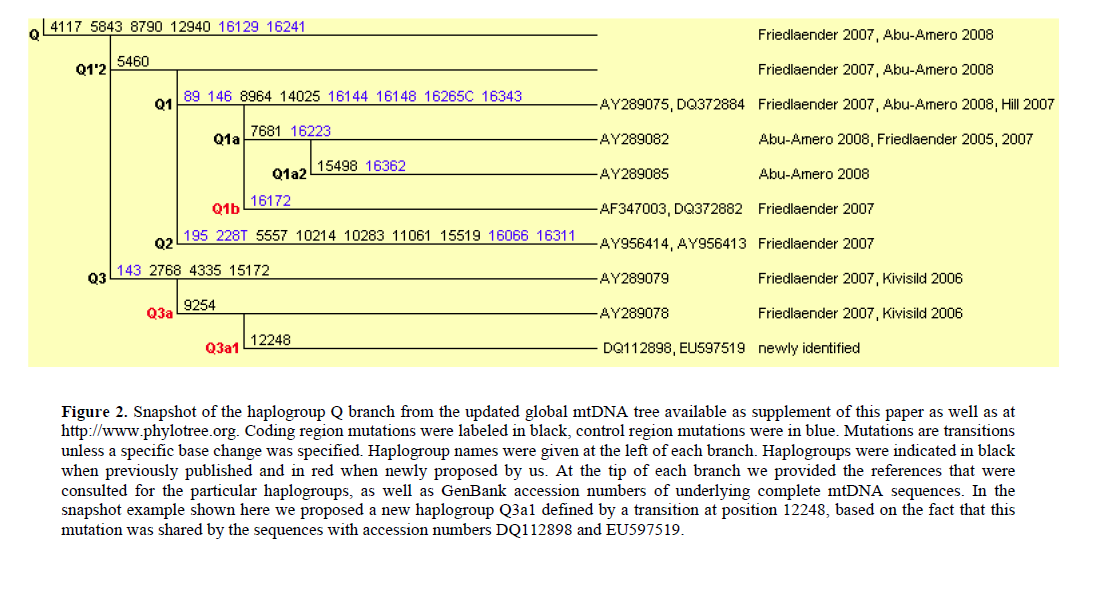 Q 4117 5843 8790 12940 16129 16241 Friedlaender 2007, Abu-Amero 2008
Q1'2 5460 Friedlaender 2007, Abu-Amero 2008
Q1 89 146 8964 14025 16144 16148 16265C 16343 AY289075, DQ372884 Friedlaender 2007, Abu-Amero 2008, Hill 2007
Q1a 7681 16223 AY289082 Abu-Amero 2008, Friedlaender 2005, 2007
Q1a2 15498 16362 AY289085 Abu-Amero 2008
Q1b 16172 AF347003, DQ372882 Friedlaender 2007
Q2 195 228T 5557 10214 10283 11061 15519 16066 16311 AY956414, AY956413 Friedlaender 2007
Q3 143 2768 4335 15172 AY289079 Friedlaender 2007, Kivisild 2006
Q3a 9254 AY289078 Friedlaender 2007, Kivisild 2006
Q3a1 12248 DQ112898, EU597519 newly identified
Figure 2. Snapshot of the haplogroup Q branch from the updated global mtDNA tree available as supplement of this paper as well as at
http://www.phylotree.org. Coding region mutations were labeled in black, control region mutations were in blue. Mutations are transitions
unless a specific base change was specified. Haplogroup names were given at the left of each branch. Haplogroups were indicated in black
when previously published and in red when newly proposed by us. At the tip of each branch we provided the references that were
consulted for the particular haplogroups, as well as GenBank accession numbers of underlying complete mtDNA sequences. In the
snapshot example shown here we proposed a new haplogroup Q3a1 defined by a transition at position 12248, based on the fact that this
mutation was shared by the sequences with accession numbers DQ112898 and EU597519.